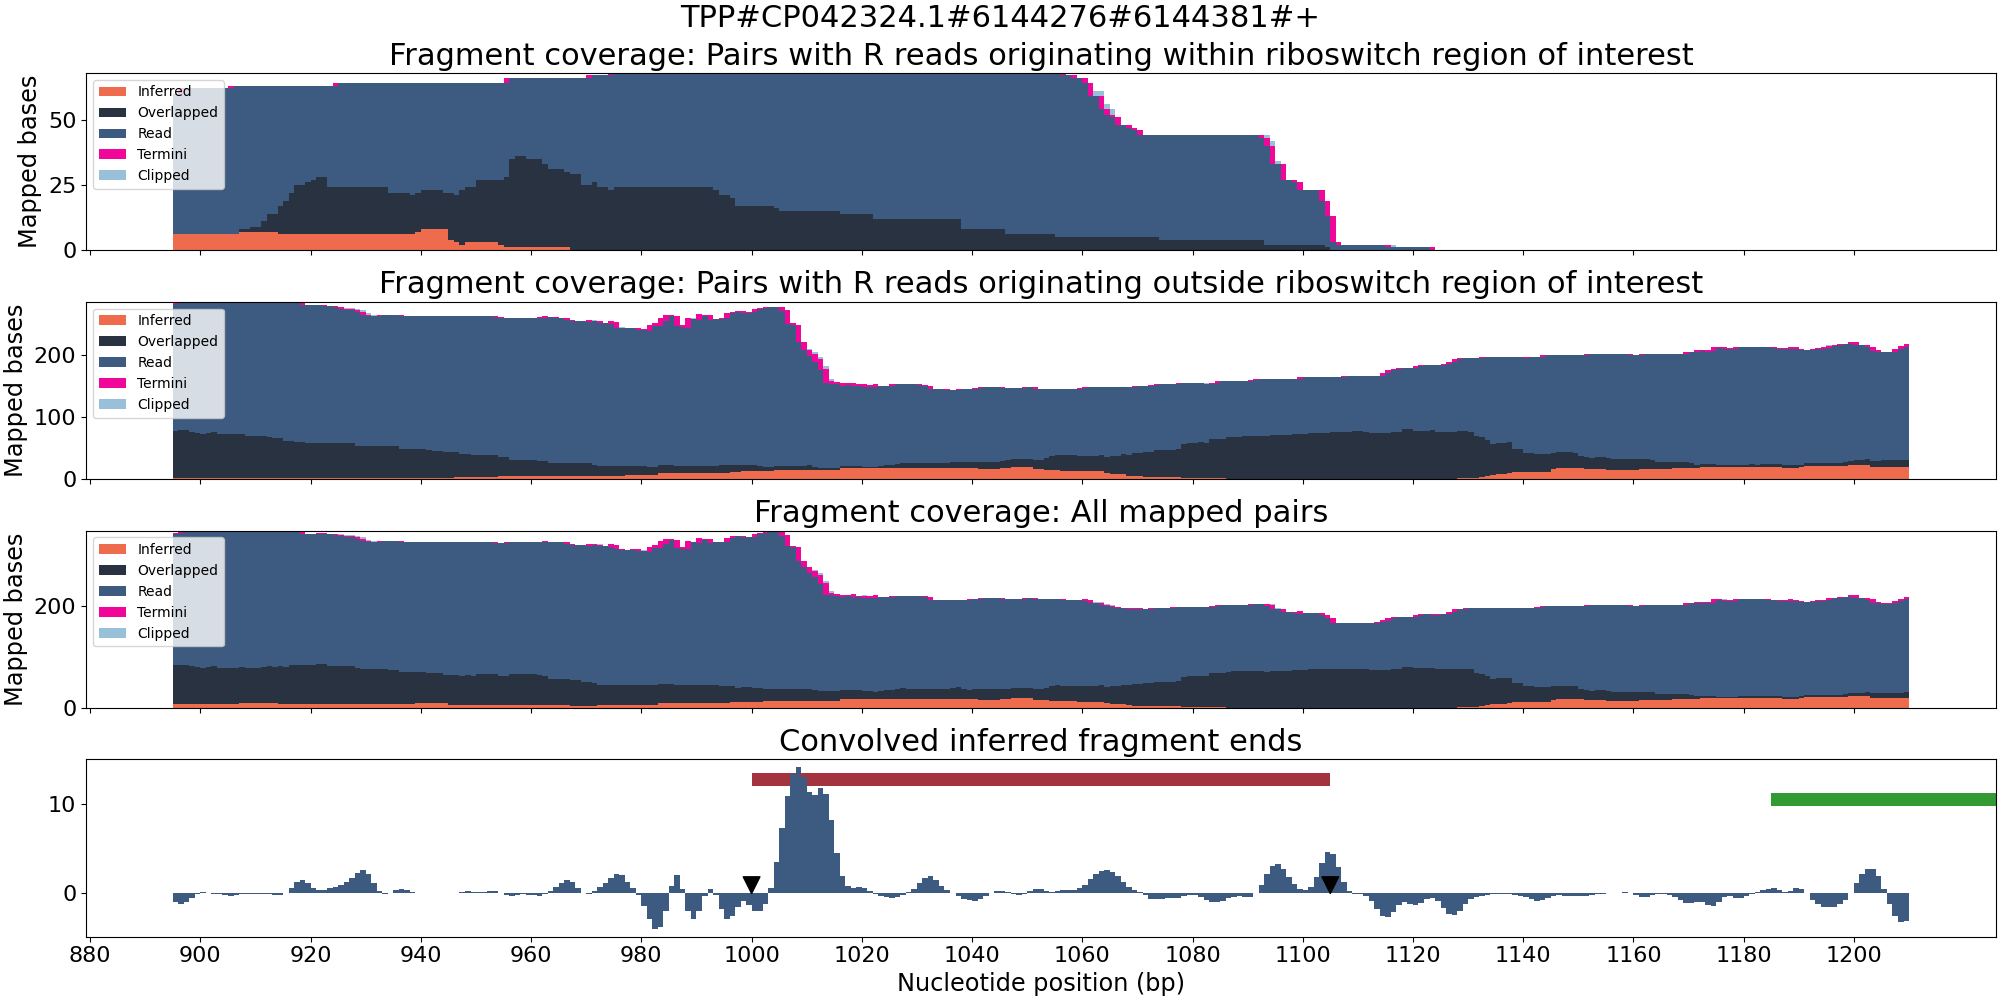 TPP#CP042324.1#6144276#6144381#+
Fragment coverage: Pairs with R reads originating within riboswitch region of interest
Mapped bases
50
25
0
Inferred
Overlapped
Read
Termini
Clipped
Fragment coverage: Pairs with R reads originating outside riboswitch region of interest
Mapped bases
200
100
0
Inferred
Overlapped
Read
Termini
Clipped
Fragment coverage: All mapped pairs
Mapped bases
200
0
Inferred
Overlapped
Read
Termini
Clipped
Convolved inferred fragment ends
10
0
880 900 920 940 960 980 1000 1020 1040 1060 1080 1100 1120 1140 1160 1180 1200
Nucleotide position (bp)